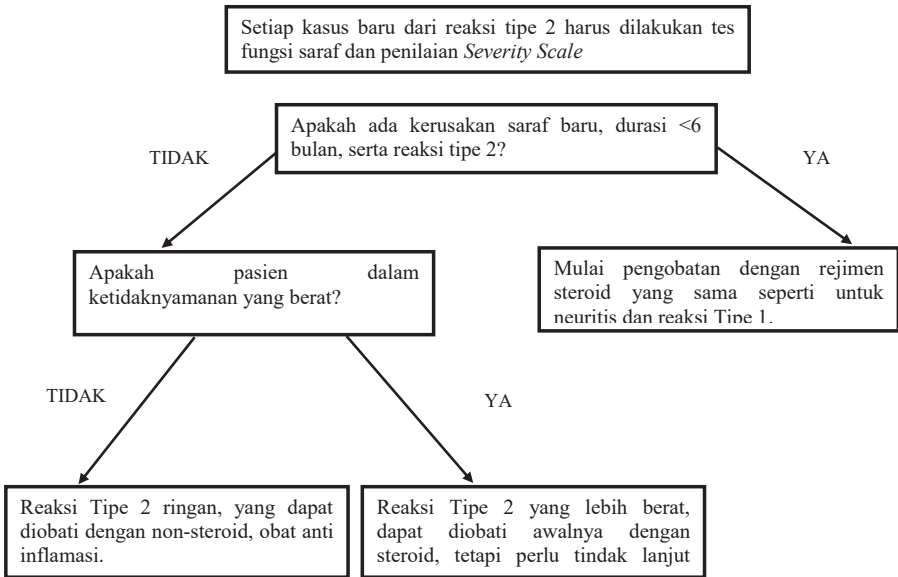 Setiap kasus baru dari reaksi tipe 2 harus dilakukan tes
fungsi saraf dan penilaian Severity Scale
Apakah ada kerusakan saraf baru, durasi <6
bulan, serta reaksi tipe 2?
TIDAK
YA
Apakah pasien dalam
ketidaknyamanan yang berat?
Mulai pengobatan dengan rejimen
steroid yang sama seperti untuk
neuritis dan reaksi Tipe 1.
TIDAK
YA
Reaksi Tipe 2 ringan, yang dapat
diobati dengan non-steroid, obat anti
inflamasi.
Reaksi Tipe 2 yang lebih berat,
dapat diobati awalnya dengan
steroid, tetapi perlu tindak lanjut